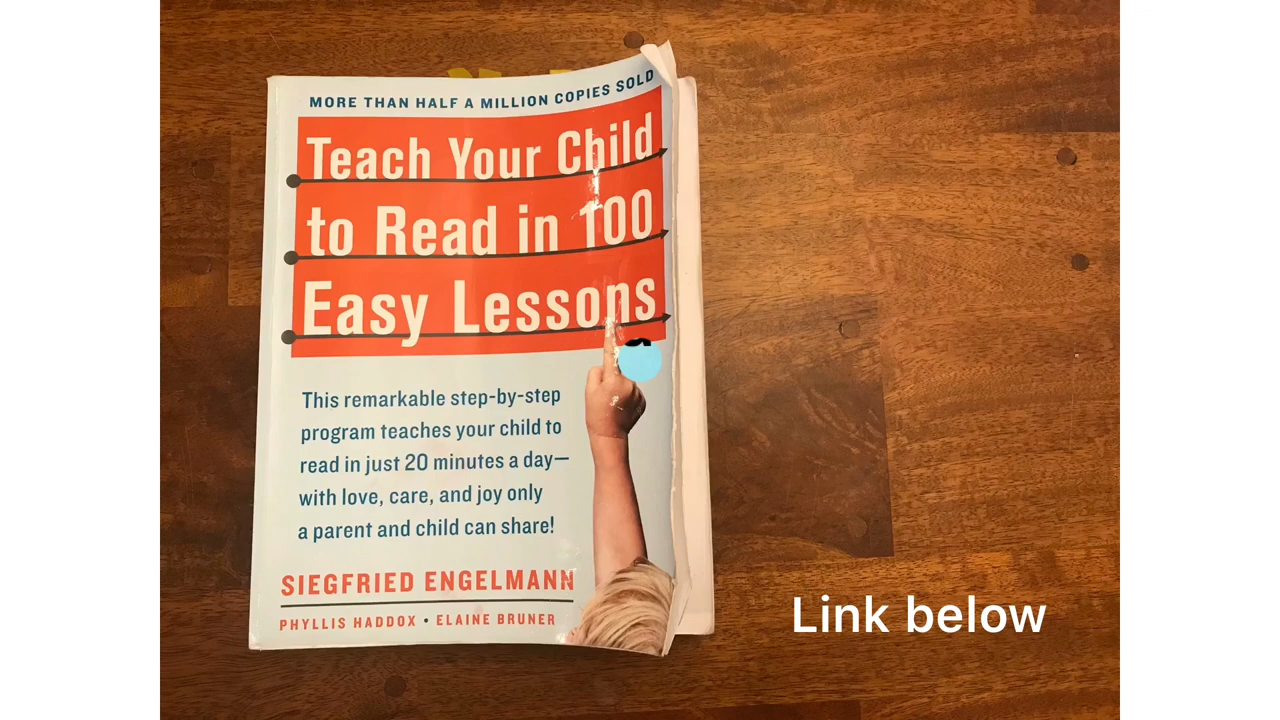 MORE THAN HALF A MILLION COPIES SOLD
Teach Your Child
to Read in 100
Easy Lessons
This remarkable step-by-step
program teaches your child to
read in just 20 minutes a day—
with love, care, and joy only
a parent and child can share!
SIEGFRIED ENGELMANN
PHYLLIS HADDOX • ELAINE BRUNER
Link below